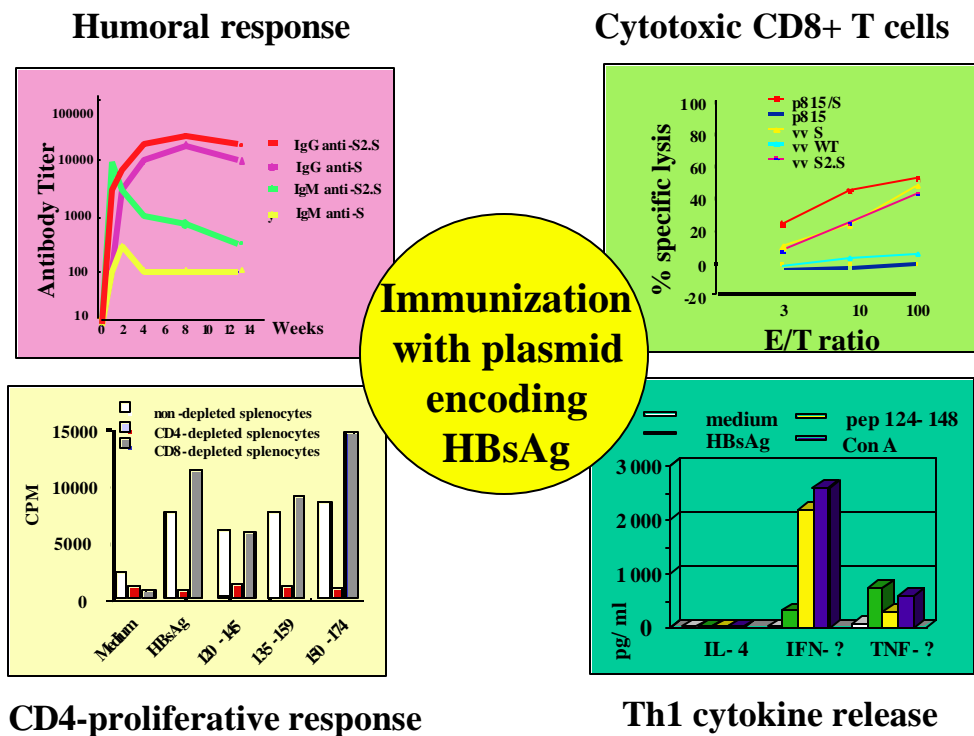 Humoral response
100000
10000
1000
100
10
Antibody Titer
0 2 4 6 8 10 12 14 Weeks
IgG anti-S2.S
IgG anti-S
IgM anti-S2.S
IgM anti-S
Cytotoxic CD8+ T cells
100
80
60
40
20
0
-20
% specific lysis
p815/S
p815
vv S
vv WT
vv S2.S
3 10 100
E/T ratio
Immunization
with plasmid
encoding
HBsAg
non-depleted splenocytes
CD4-depleted splenocytes
CD8-depleted splenocytes
15000
10000
5000
0
CPM
Medium
HBsAg
120-145
135-159
150-174
CD4-proliferative response
medium
HBsAg
pep 124-148
Con A
3 000
2 000
1 000
0
pg/ ml
IL-4 IFN-? TNF-?
Th1 cytokine release